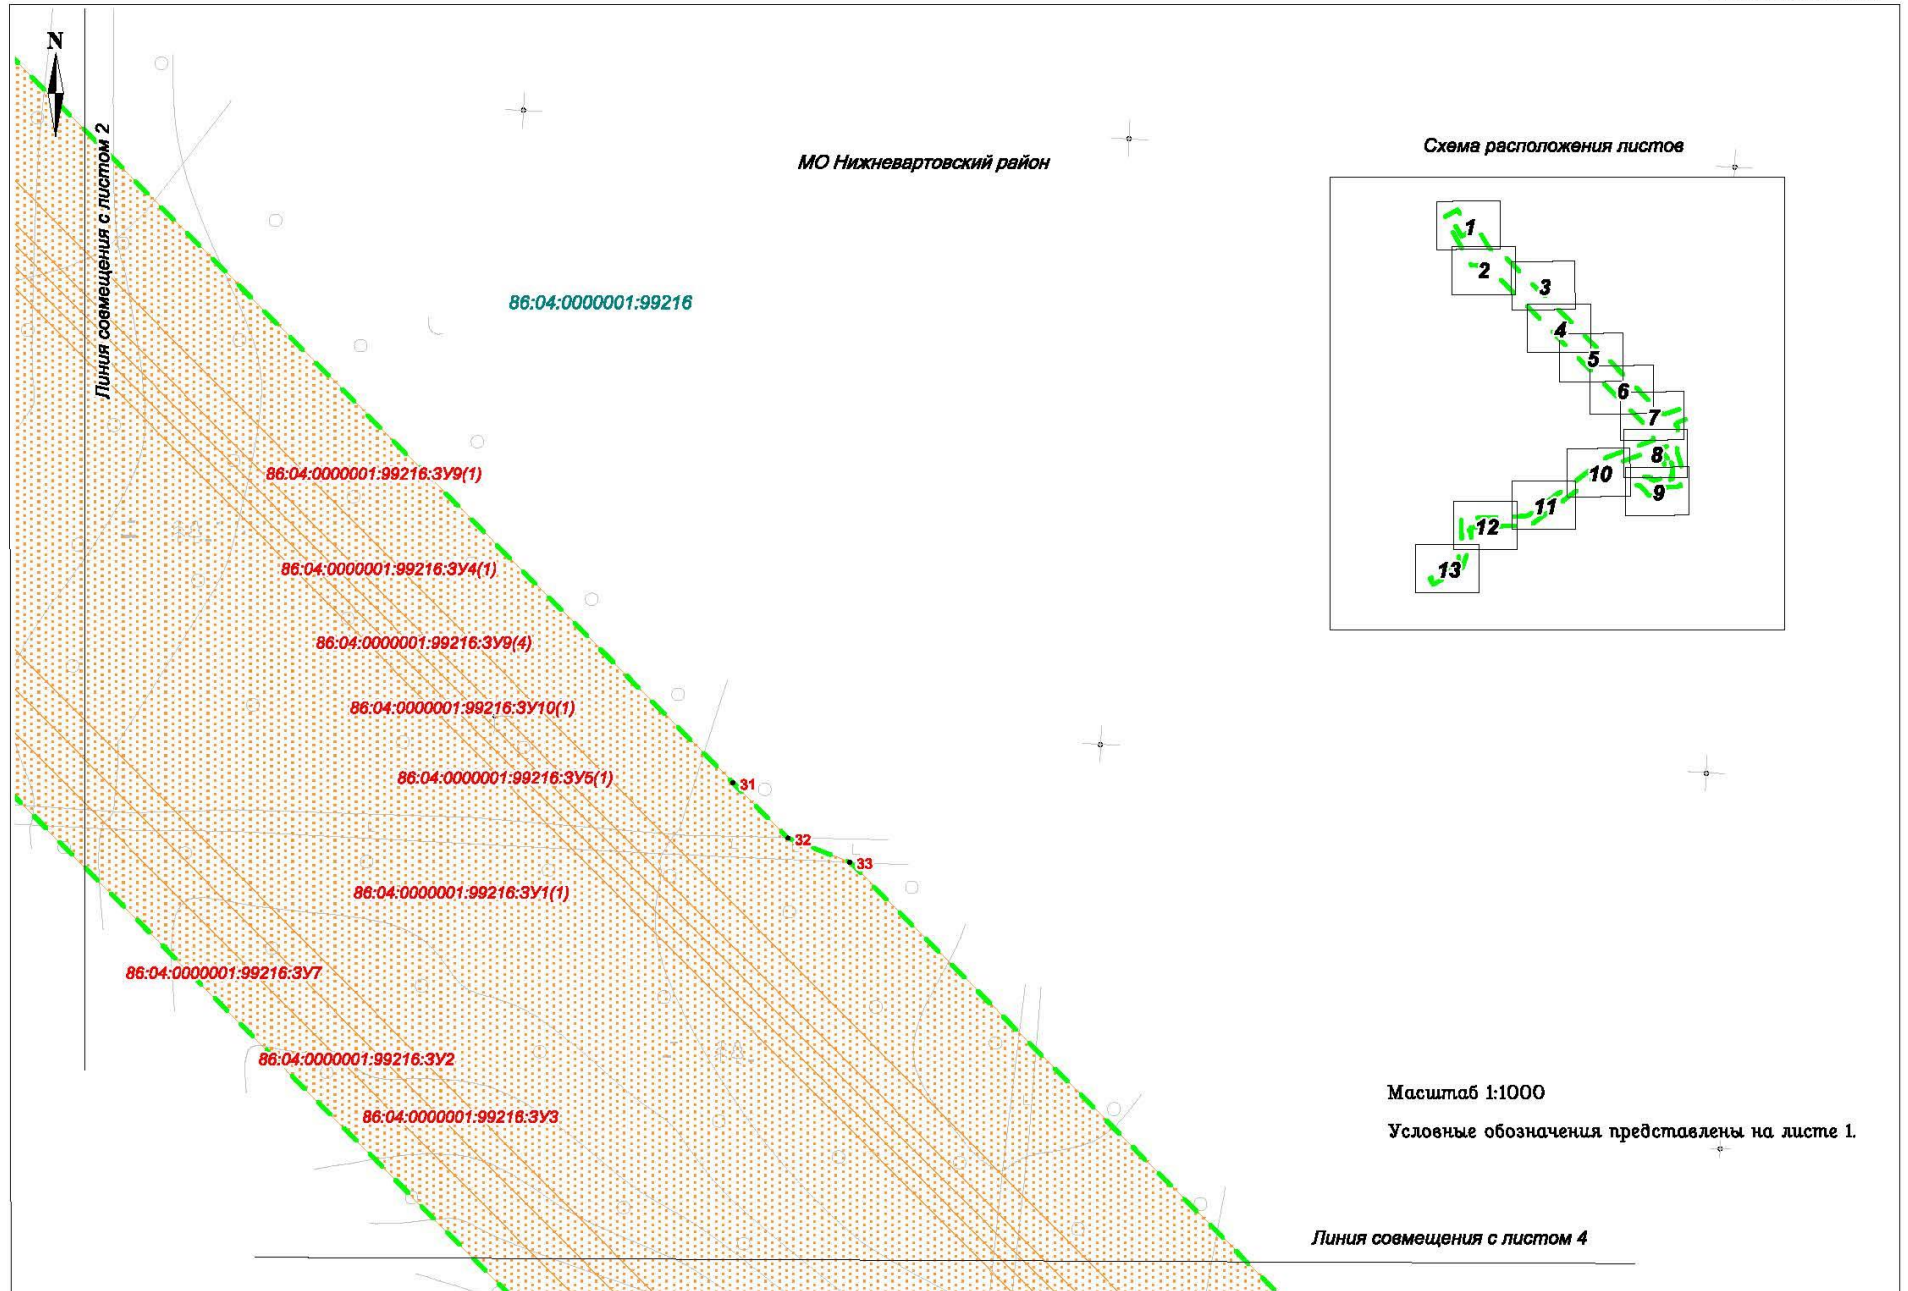 N
Линия совмещения с листом 2
МО Нижневартовский район
Схема расположения листов
1
2
3
4
5
6
7
8
9
10
11
12
13
86:04:0000001:99216
86:04:0000001:99216:ЗУ9(1)
86:04:0000001:99216:ЗУ4(1)
86:04:0000001:99216:ЗУ9(4)
86:04:0000001:99216:ЗУ10(1)
86:04:0000001:99216:ЗУ5(1)
31
32
33
86:04:0000001:99216:ЗУ1(1)
86:04:0000001:99216:ЗУ7
86:04:0000001:99216:ЗУ2
86:04:0000001:99216:ЗУ3
Масштаб 1:1000
Условные обозначения представлены на листе 1.
Линия совмещения с листом 4